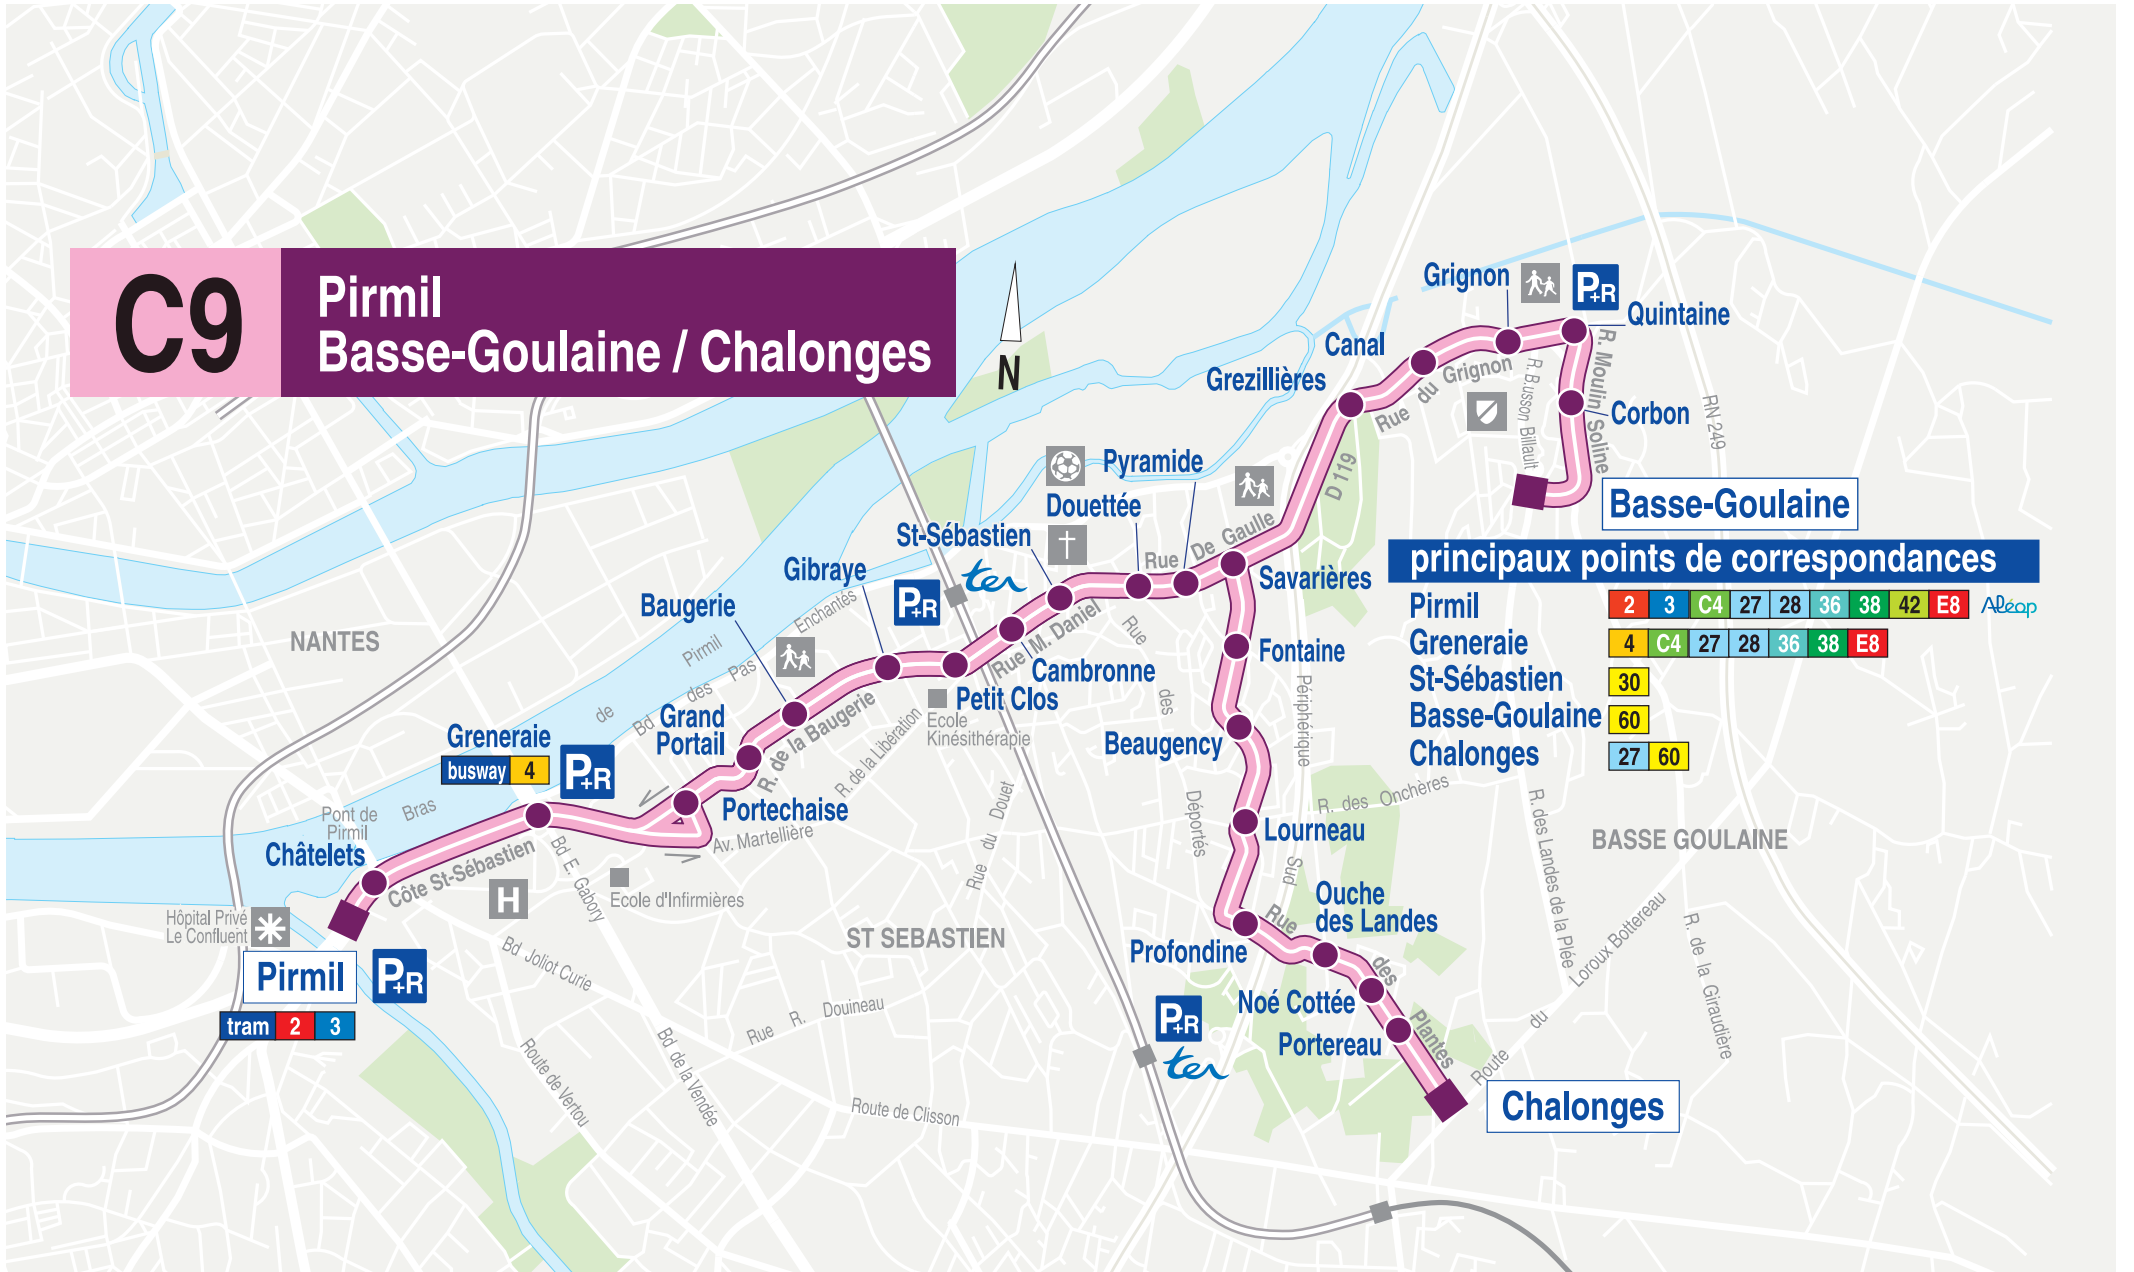 C9
Pirmil
Basse-Goulaine / Chalonges
N
Grignon
P+R
Quintaine
Canal
Grezillières
Rue du Grignon
R. Busson Billault
R. Moulin Soline
Corbon
RN 249
Basse-Goulaine
D 119
Pyramide
Douettée
St-Sébastien
ter
P+R
Gibraye
Baugerie
Rue De Gaulle
Savarières
Rue M. Daniel
Cambronne
Petit Clos
Ecole
Kinésithérapie
Fontaine
Beaugency
Rue des Déportés
Périphérique Sud
NANTES
Bras de Pirmil
Bd des Pas Enchantés
Grand
Portail
R. de la Baugerie
R. de la Libération
Greneraie
busway 4
P+R
Portechaise
Av. Martellière
Rue du Douet
Pont de
Pirmil
Châtelets
Côte St-Sébastien
Bd E. Gabory
H
Ecole d'Infirmières
Hôpital Privé
Le Confluent
Pirmil
P+R
tram 2 3
Bd Joliot Curie
ST SEBASTIEN
Rue R. Douineau
Route de Vertou
Bd de la Vendée
Route de Clisson
Lourneau
R. des Onchères
Ouche
des Landes
Profondine
Rue des Plantes
Noé Cottée
Portereau
P+R
ter
Chalonges
Route du Loroux Bottereau
R. des Landes de la Plée
R. de la Giraudière
BASSE GOULAINE
principaux points de correspondances
Pirmil 2 3 C4 27 28 36 38 42 E8 Aléop
Greneraie 4 C4 27 28 36 38 E8
St-Sébastien 30
Basse-Goulaine 60
Chalonges 27 60